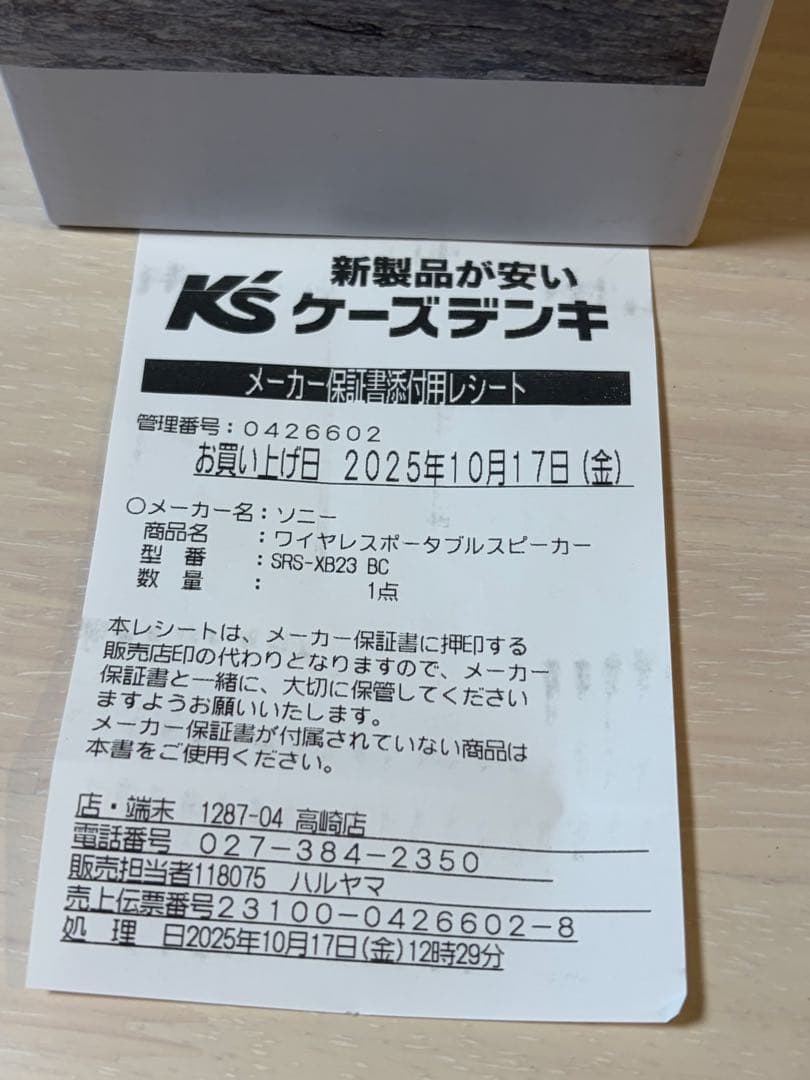 新製品が安い
K's ケーズデンキ
メーカー保証書添付用レシート
管理番号：0426602
お買い上げ日 2025年10月17日(金)
○メーカー名：ソニー
商品名 ：ワイヤレスポータブルスピーカー
型 番 ：SRS-XB23 BC
数 量 ： 1点
本レシートは、メーカー保証書に押印する
販売店印の代わりとなりますので、メーカー
保証書と一緒に、大切に保管してください
ますようお願いいたします。
メーカー保証書が付属されていない商品は
本書をご使用ください。
店・端末 1287-04 高崎店
電話番号 027-384-2350
販売担当者118075 ハルヤマ
売上伝票番号23100-0426602-8
処 理 日2025年10月17日(金)12時29分